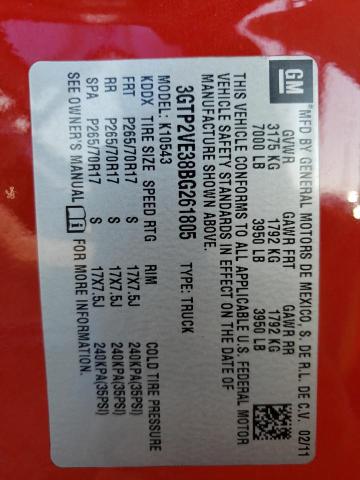 GM
MFD BY GENERAL MOTORS DE MEXICO, S. DE R.L. DE C.V. 02/11
GVWR GAWR FRT GAWR RR
3175 KG 1792 KG 1792 KG
7000 LB 3950 LB 3950 LB
THIS VEHICLE CONFORMS TO ALL APPLICABLE U.S. FEDERAL MOTOR
VEHICLE SAFETY STANDARDS IN EFFECT ON THE DATE OF
MANUFACTURE SHOWN ABOVE.
3GTP2VE38BG261805 TYPE: TRUCK
MODEL: K10543
KDDX TIRE SIZE SPEED RTG RIM COLD TIRE PRESSURE
FRT P265/70R17 S 17X7.5J 240KPA(35PSI)
RR P265/70R17 S 17X7.5J 240KPA(35PSI)
SPA P265/70R17 S 17X7.5J 240KPA(35PSI)
SEE OWNER'S MANUAL i FOR MORE INFORMATION.